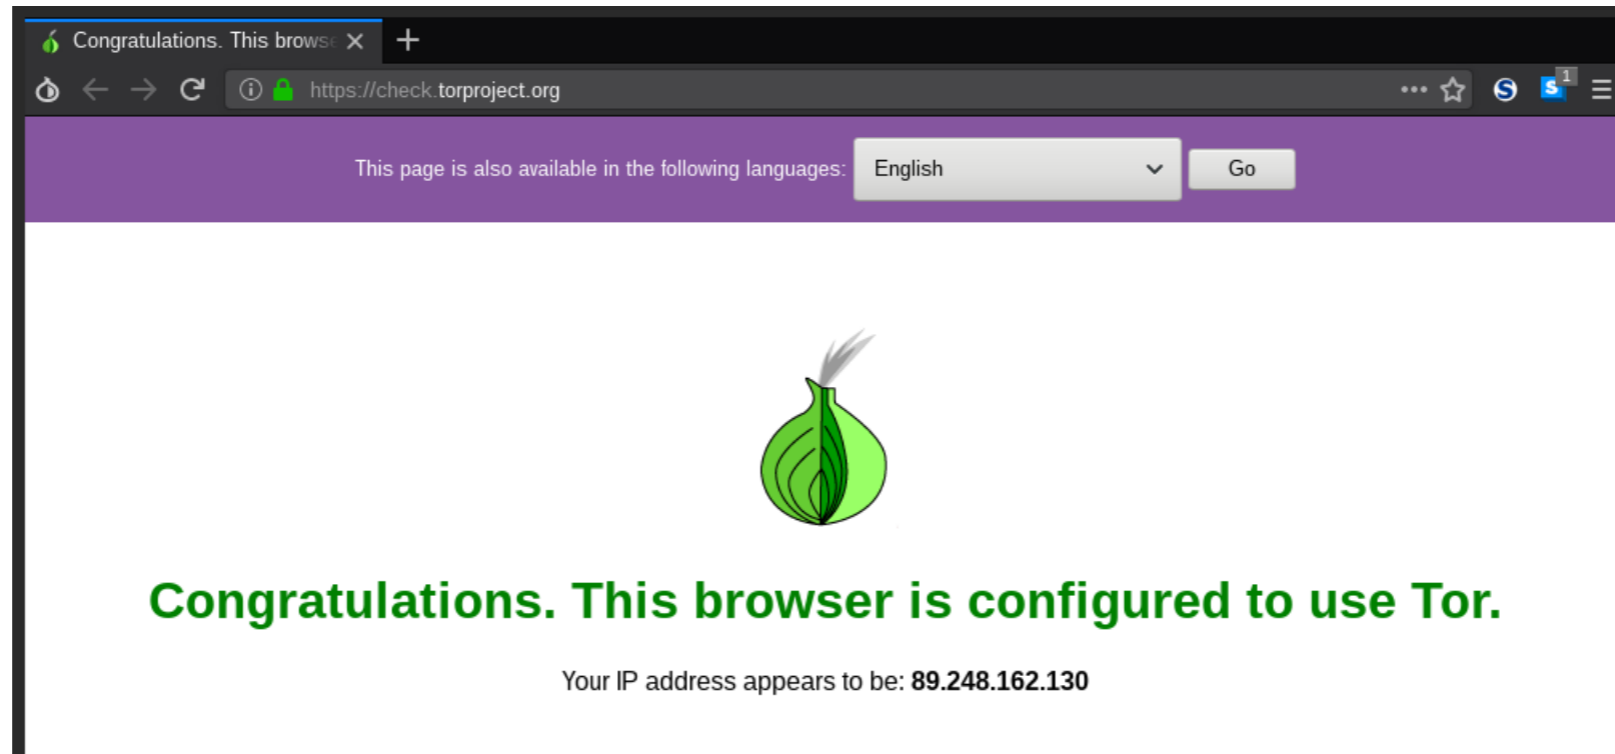 Congratulations. This brows
https://check.torproject.org
1
This page is also available in the following languages: English Go
Congratulations. This browser is configured to use Tor.
Your IP address appears to be: 89.248.162.130